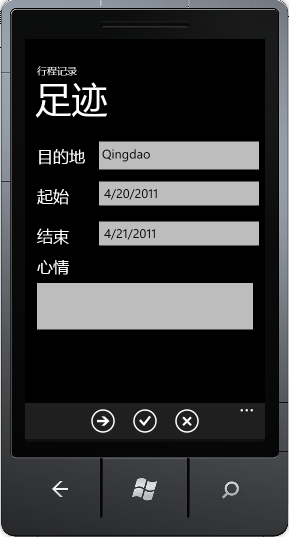 行程记录
足迹
目的地 Qingdao
起始 4/20/2011
结束 4/21/2011
心情